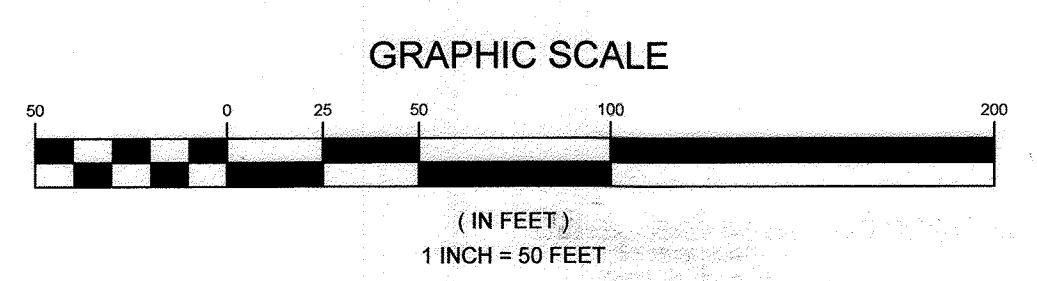 GRAPHIC SCALE
50 0 25 50 100 200
( IN FEET )
1 INCH = 50 FEET